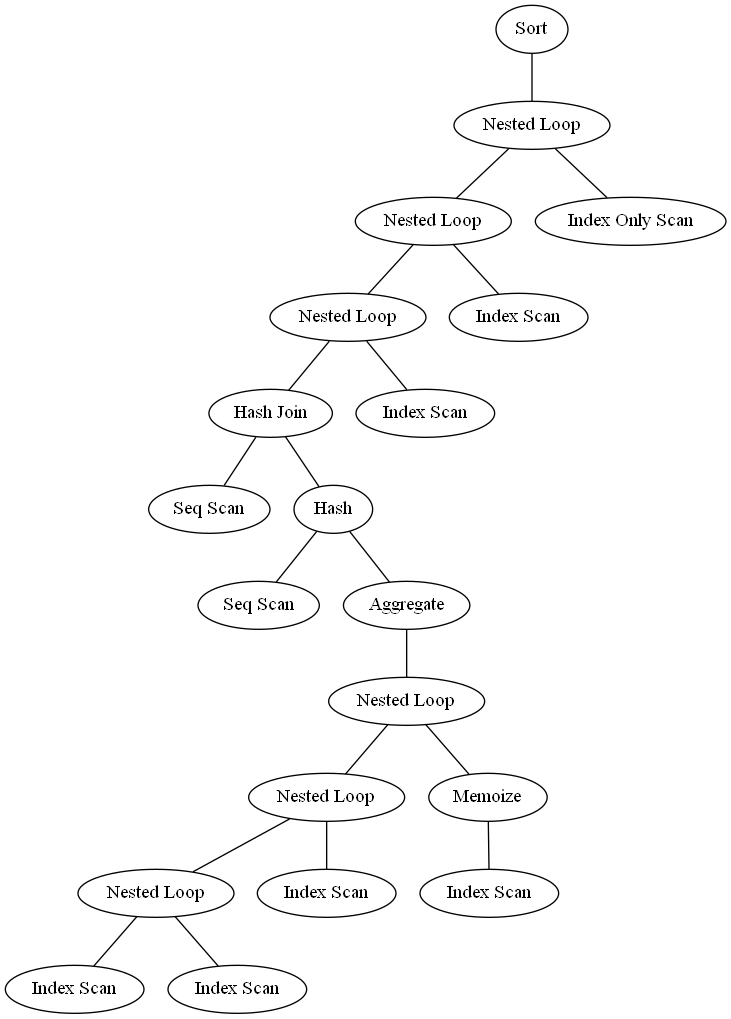 Sort
Nested Loop
Nested Loop
Index Only Scan
Nested Loop
Index Scan
Hash Join
Index Scan
Seq Scan
Hash
Seq Scan
Aggregate
Nested Loop
Nested Loop
Memoize
Nested Loop
Index Scan
Index Scan
Index Scan
Index Scan